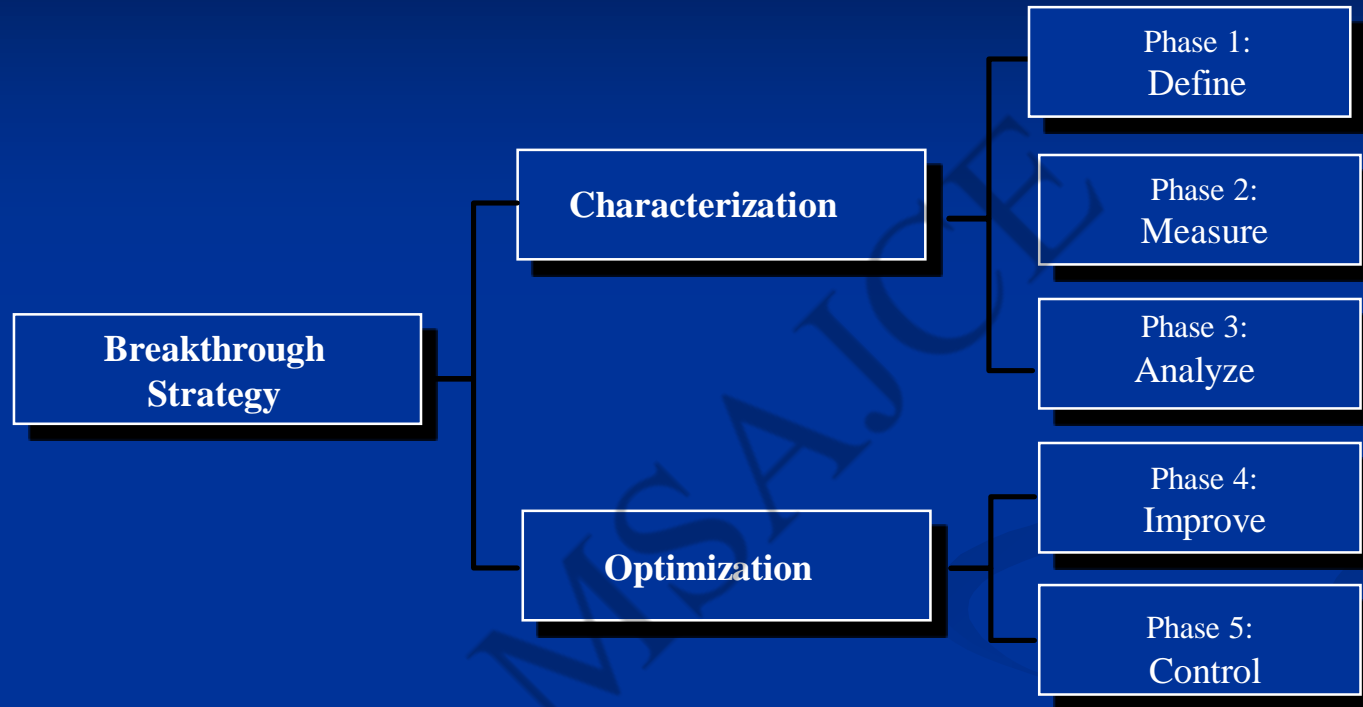 Phase 1:
Define
Characterization
Phase 2:
Measure
Breakthrough
Strategy
Phase 3:
Analyze
Phase 4:
Improve
Optimization
Phase 5:
Control
MSAJCE